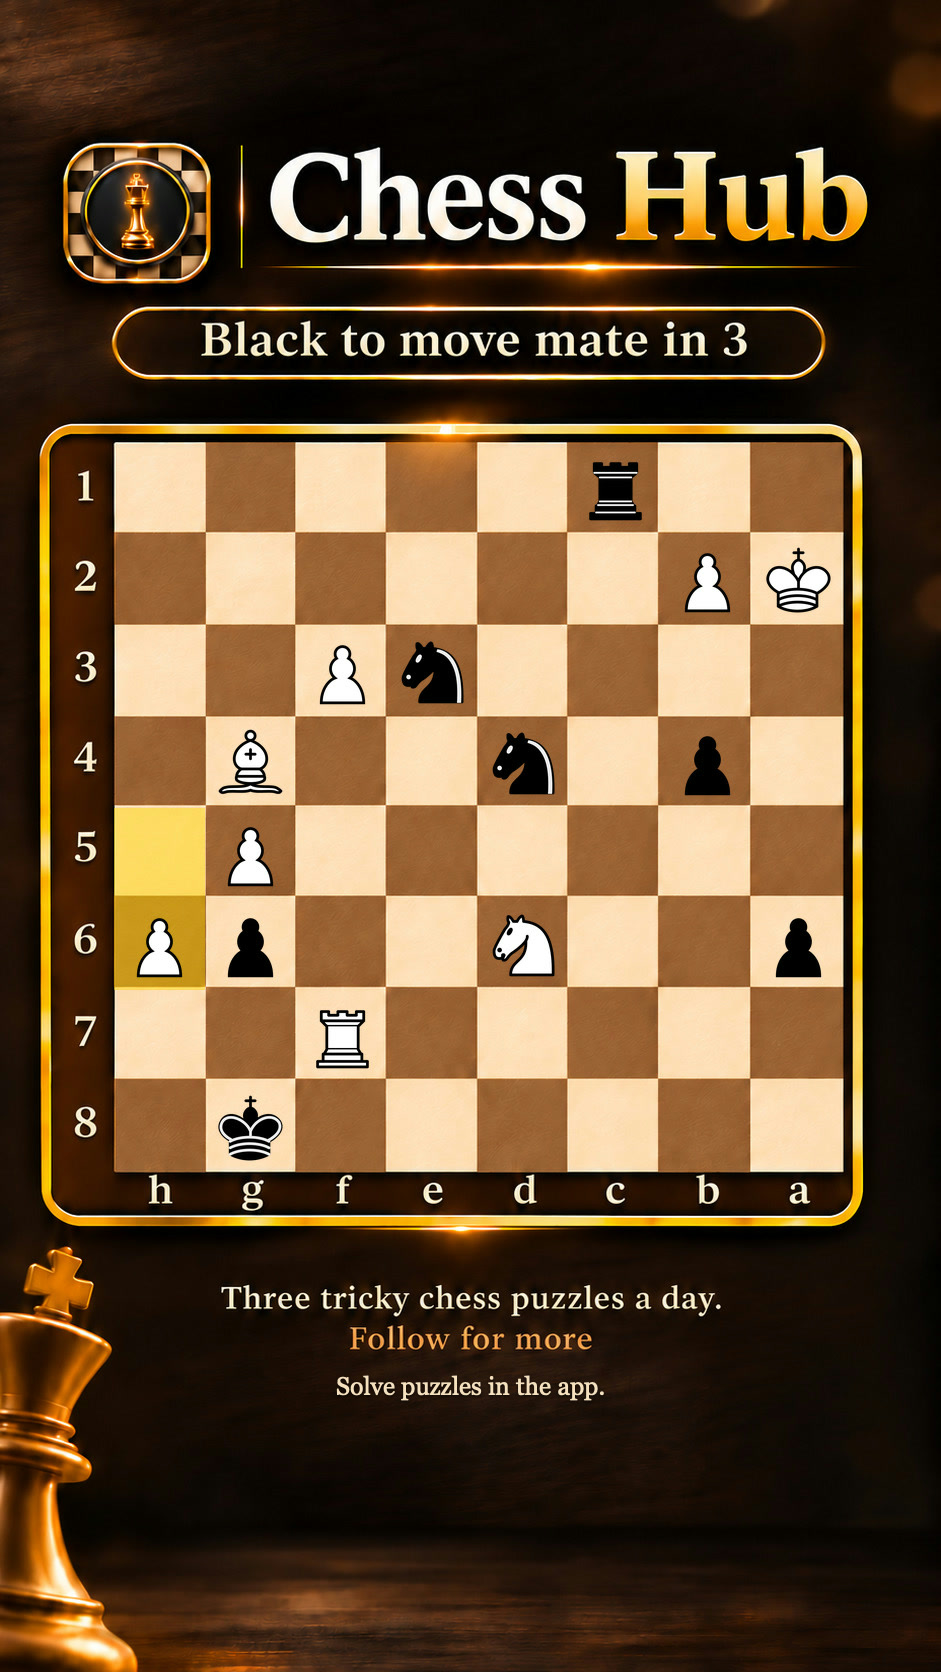 Chess Hub
Black to move mate in 3
1
2
3
4
5
6
7
8
h g f e d c b a
Three tricky chess puzzles a day.
Follow for more
Solve puzzles in the app.